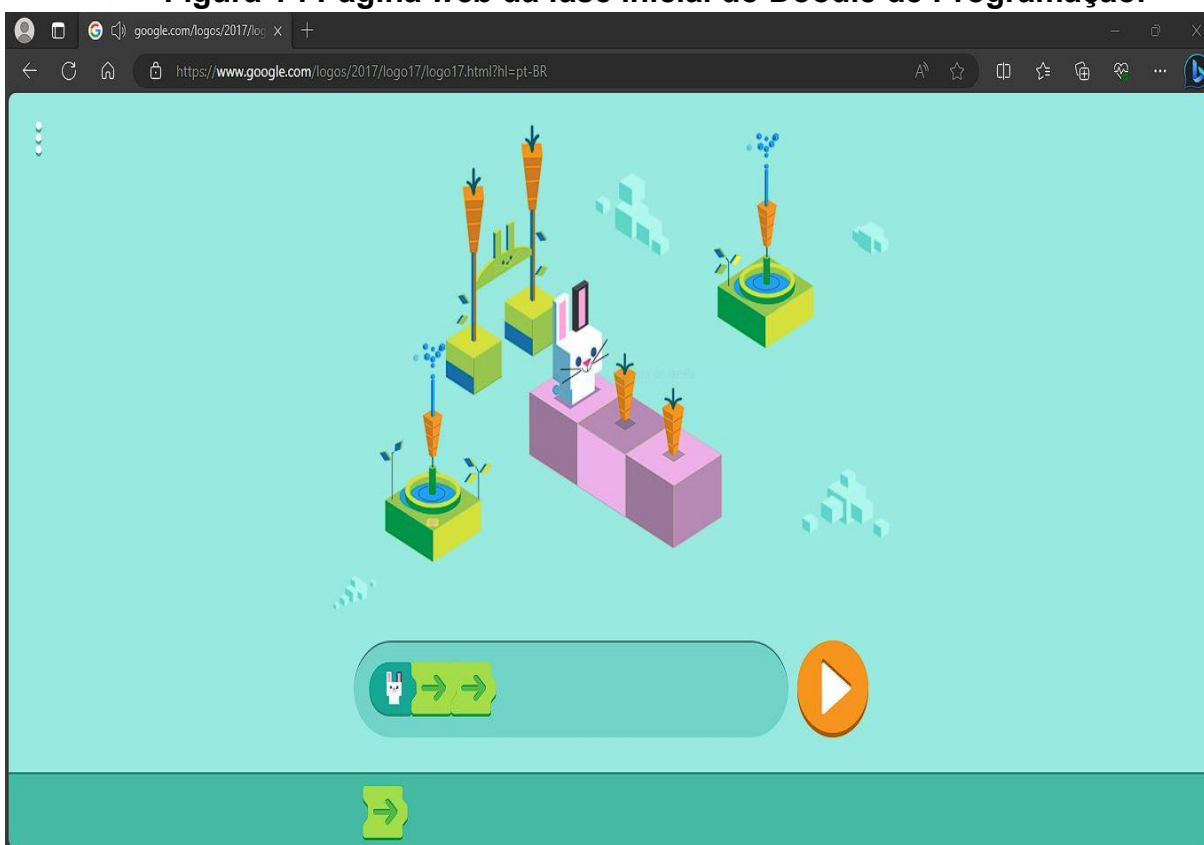 Figura Página web da fase inicial do Doodle de Programação.
google.com/logos/2017/log
https://www.google.com/logos/2017/logo17/logo17.html?hl=pt-BR